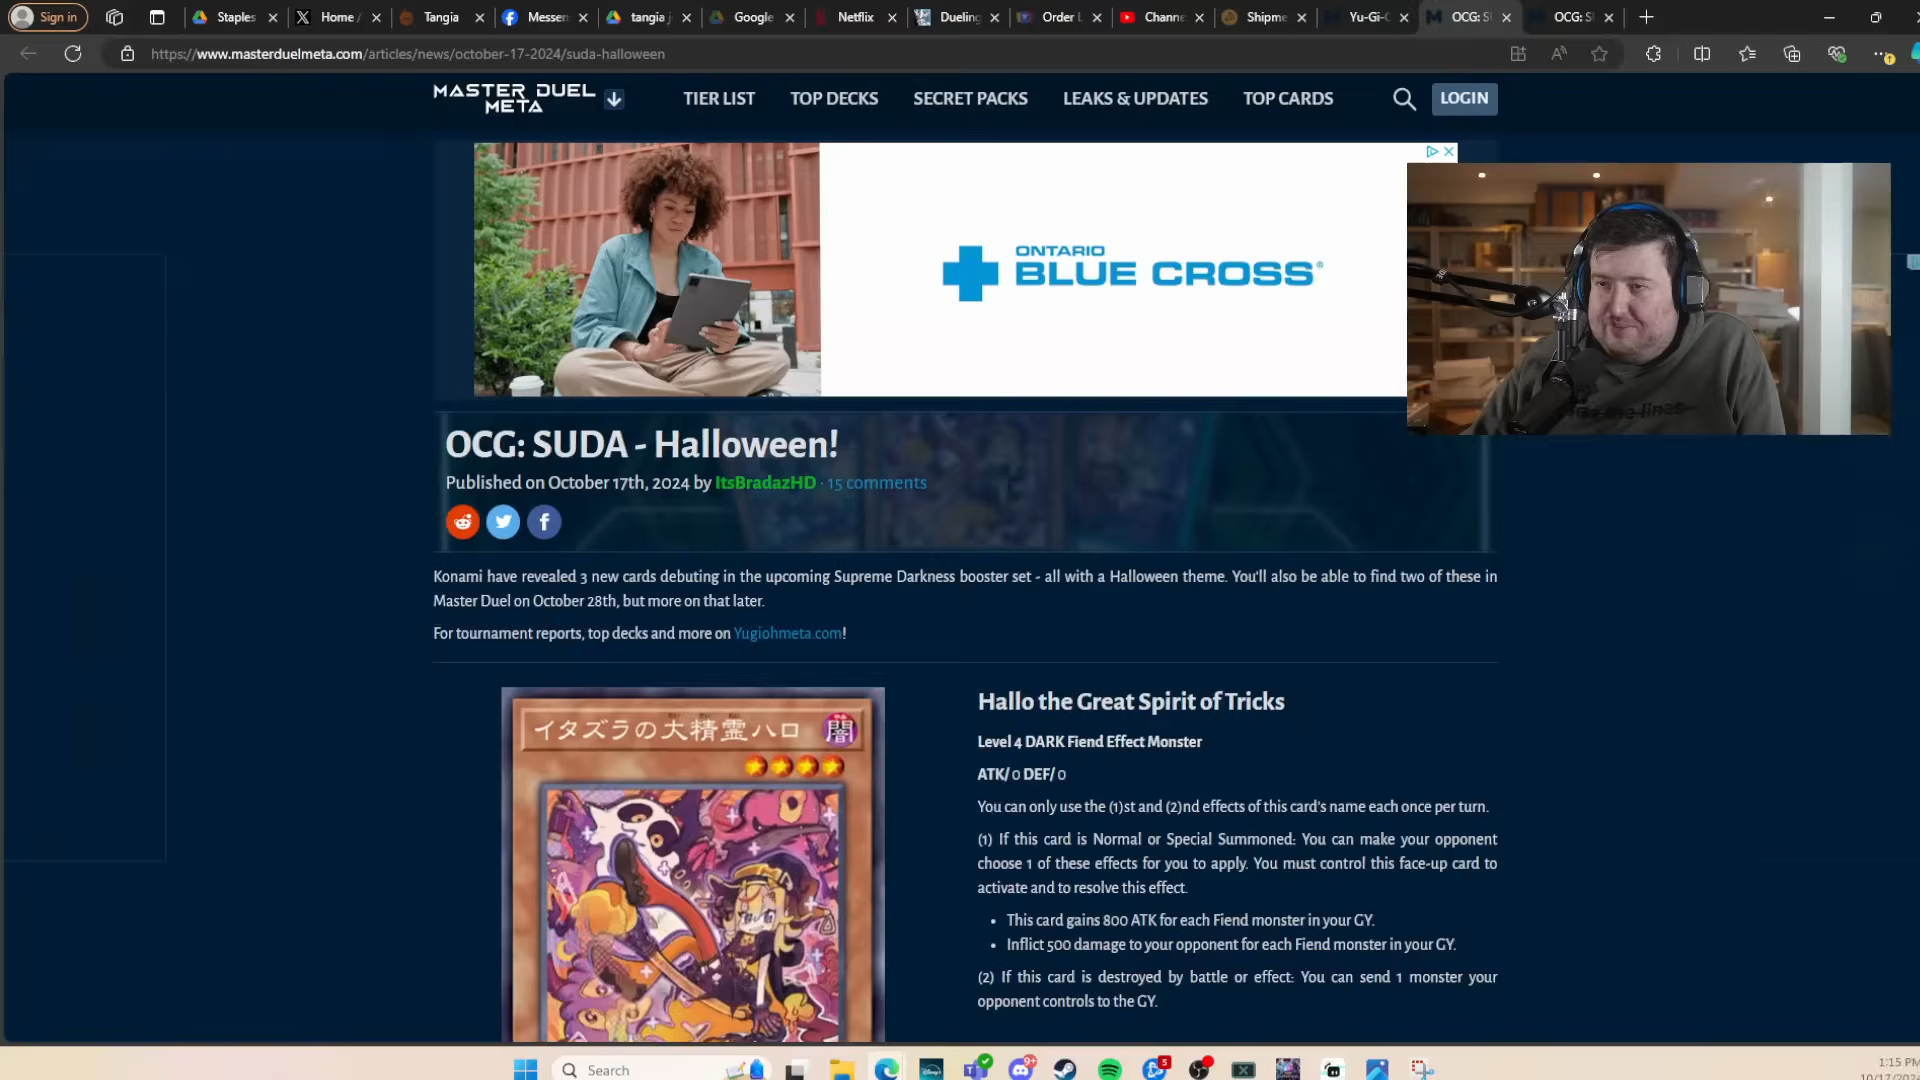 Sign in
Staples
Home /
Tangia
Messen
tangia j
Google
Netflix
Dueling
Order L
Channe
Shipme
Yu-Gi-O
OCG: S
OCG: S
https://www.masterduelmeta.com/articles/news/october-17-2024/suda-halloween
MASTER DUEL
META
TIER LIST
TOP DECKS
SECRET PACKS
LEAKS & UPDATES
TOP CARDS
LOGIN
ONTARIO
BLUE CROSS®
OCG: SUDA - Halloween!
Published on October 17th, 2024 by ItsBradazHD · 15 comments
Konami have revealed 3 new cards debuting in the upcoming Supreme Darkness booster set - all with a Halloween theme. You'll also be able to find two of these in
Master Duel on October 28th, but more on that later.
For tournament reports, top decks and more on Yugiohmeta.com!
イタズラの大精霊ハロ
闇
Hallo the Great Spirit of Tricks
Level 4 DARK Fiend Effect Monster
ATK/ 0 DEF/ 0
You can only use the (1)st and (2)nd effects of this card's name each once per turn.
(1) If this card is Normal or Special Summoned: You can make your opponent
choose 1 of these effects for you to apply. You must control this face-up card to
activate and to resolve this effect.
• This card gains 800 ATK for each Fiend monster in your GY.
• Inflict 500 damage to your opponent for each Fiend monster in your GY.
(2) If this card is destroyed by battle or effect: You can send 1 monster your
opponent controls to the GY.
Search
9+
5
1:15 PM
10/17/202